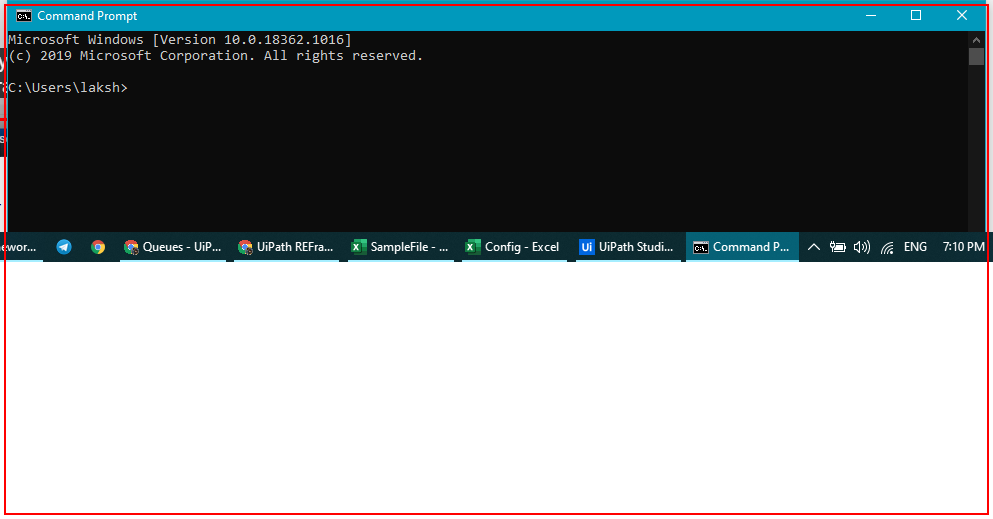 Command Prompt
Microsoft Windows [Version 10.0.18362.1016]
(c) 2019 Microsoft Corporation. All rights reserved.
C:\Users\laksh>
ewor... Queues - UiP... UiPath REFra... SampleFile - ... Config - Excel Ui UiPath Studi... Command P... ENG 7:10 PM